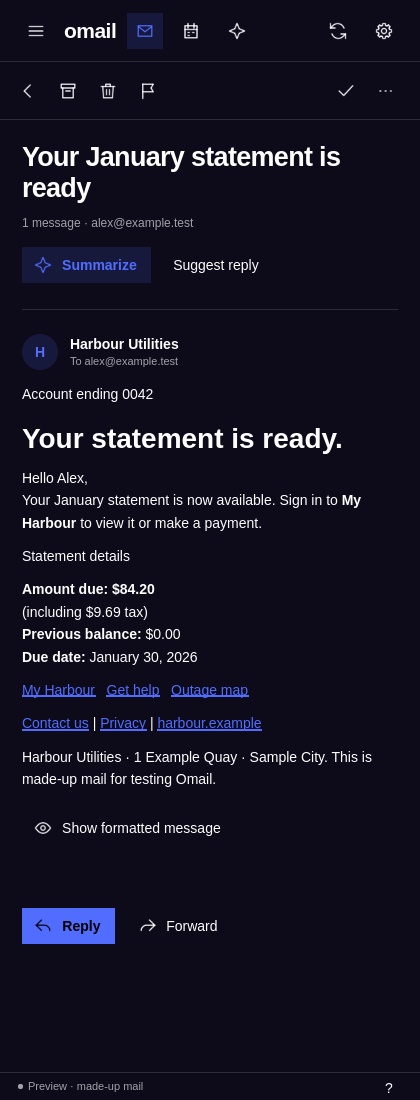 omail
Your January statement is
ready
1 message · alex@example.test
Summarize
Suggest reply
H
Harbour Utilities
To alex@example.test
Account ending 0042
Your statement is ready.
Hello Alex,
Your January statement is now available. Sign in to My
Harbour to view it or make a payment.
Statement details
Amount due: $84.20
(including $9.69 tax)
Previous balance: $0.00
Due date: January 30, 2026
My Harbour Get help Outage map
Contact us | Privacy | harbour.example
Harbour Utilities · 1 Example Quay · Sample City. This is
made-up mail for testing Omail.
Show formatted message
Reply
Forward
Preview · made-up mail
?